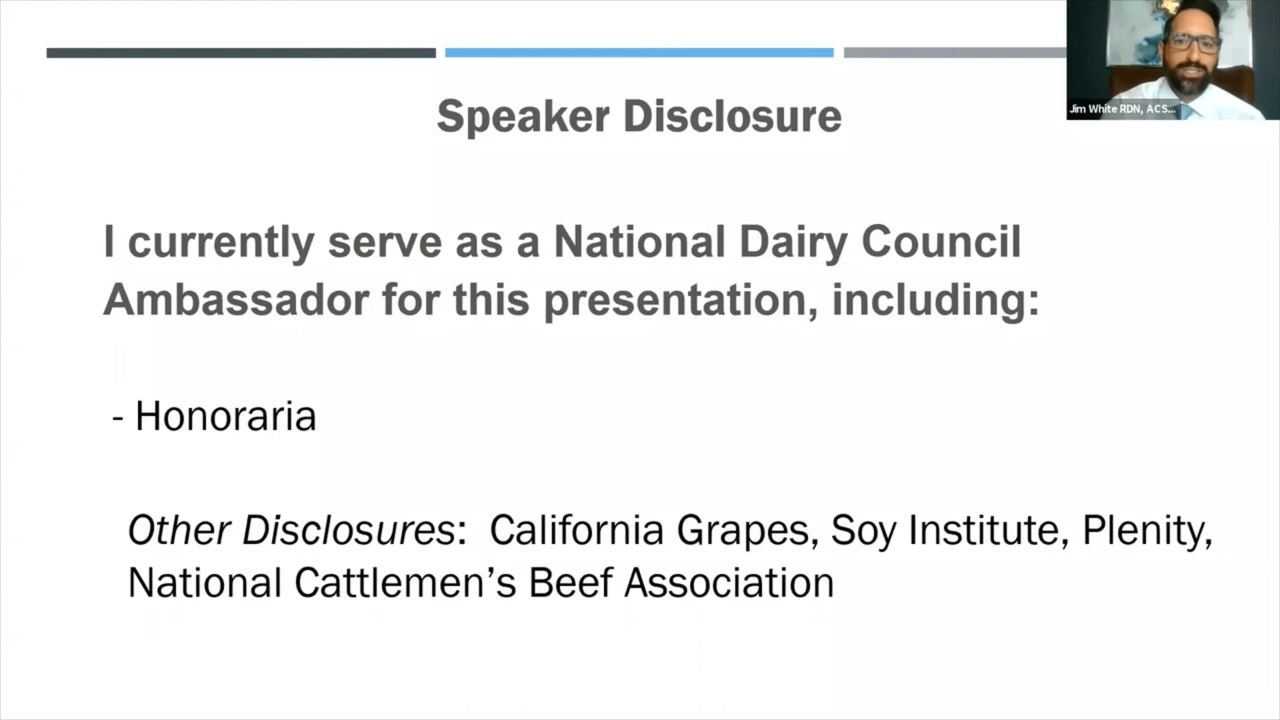 Speaker Disclosure
Jim White RDN, ACS...
I currently serve as a National Dairy Council
Ambassador for this presentation, including:
- Honoraria
Other Disclosures: California Grapes, Soy Institute, Plenity,
National Cattlemen’s Beef Association